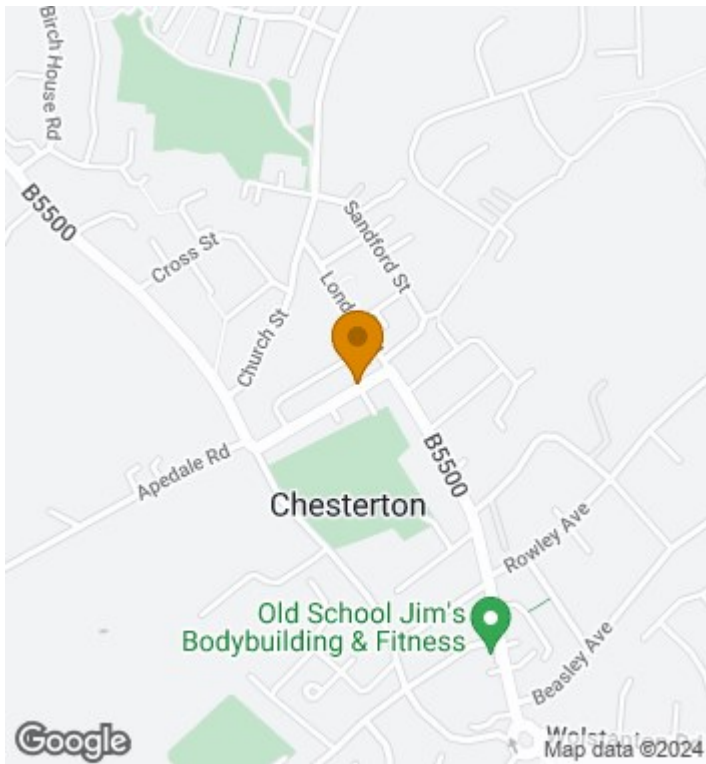 Birch House Rd
B5500
Cross St
Sandford St
Church St
Apedale Rd
B5500
Chesterton
Rowley Ave
Old School Jim's
Bodybuilding & Fitness
Beasley Ave
Google
Map data ©2024